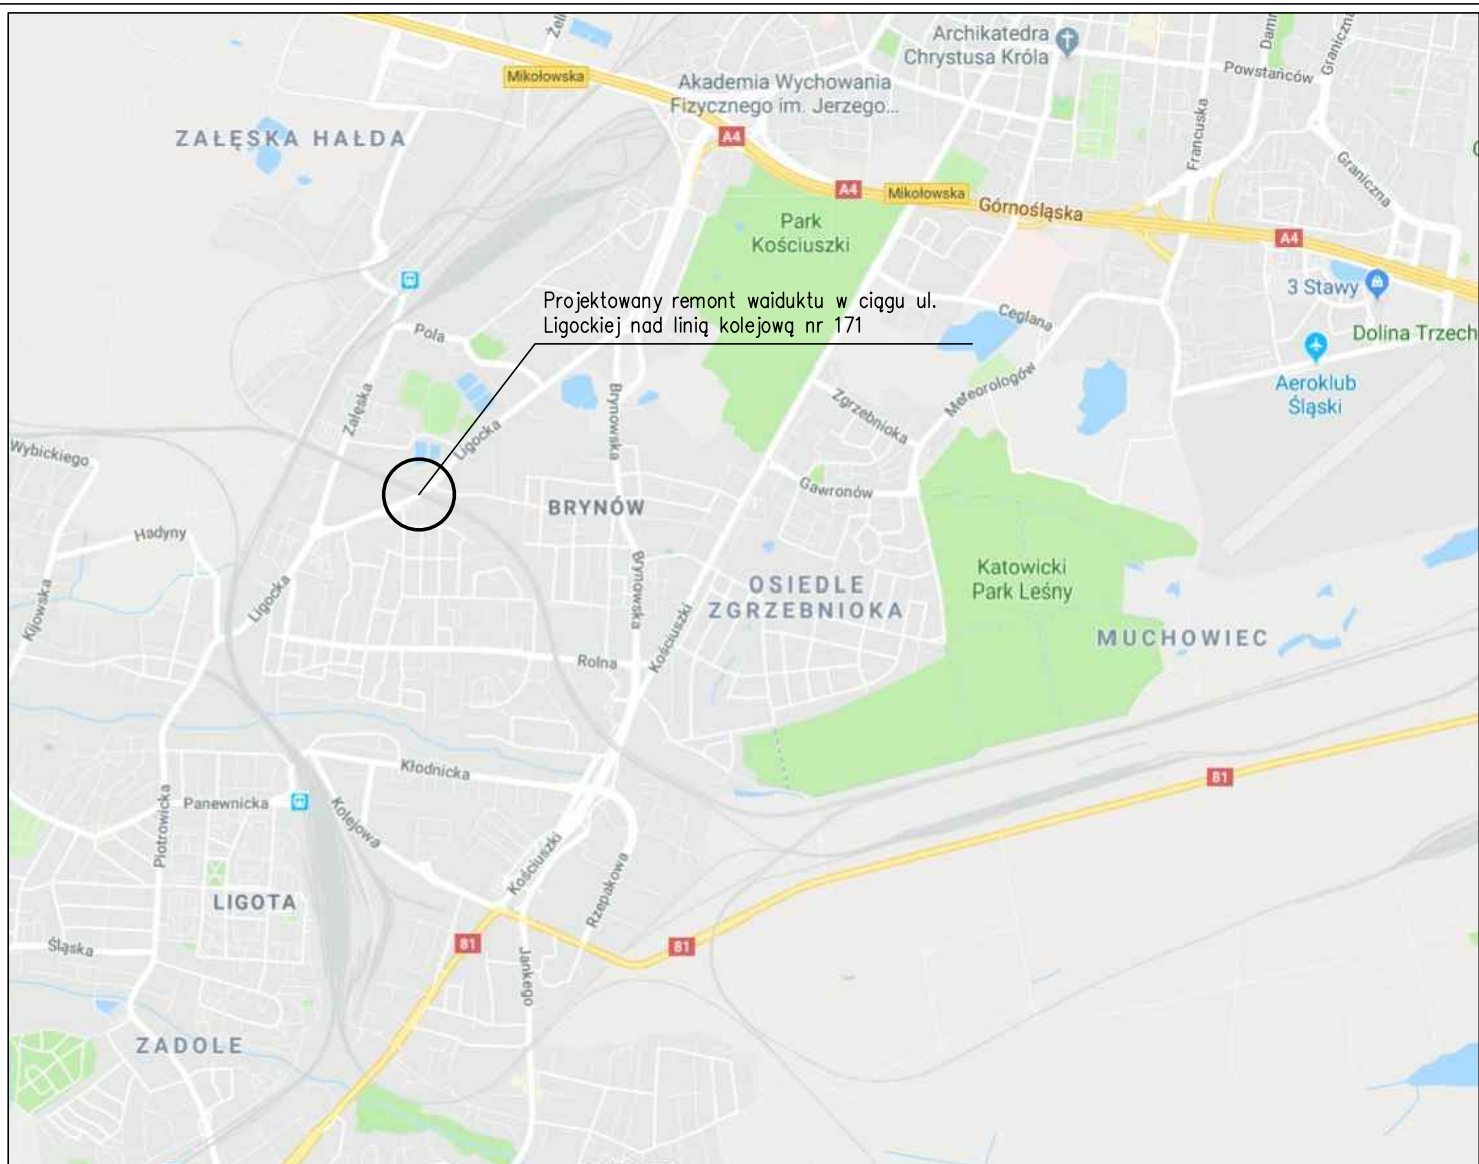 Żeli
Archikatedra
Chrystusa Króla
Damr
Graniczna
Powstańców
Mikołowska
Akademia Wychowania
Fizycznego im. Jerzego...
ZAŁĘSKA HAŁDA
A4
Francuska
Graniczna
A4
Mikołowska
Górnośląska
Park
Kościuszki
A4
3 Stawy
Projektowany remont waiduktu w ciągu ul.
Ligockiej nad linią kolejową nr 171
Ceglana
Pola
Dolina Trzech
Aeroklub
Śląski
Meteorologów
Załęska
Brynowska
Zgrzebnioka
Ligocka
Wybickiego
Gawronów
BRYNÓW
Hadyny
Katowicki
Park Leśny
OSIEDLE
ZGRZEBNIOKA
Brynowska
Ligocka
Kijowska
Kościuszki
MUCHOWIEC
Rolna
Kłodnicka
81
Panewnicka
Piotrowicka
Kolejowa
Kościuszki
Rzepakowa
LIGOTA
Śląska
81
81
Jankego
ZADOLE